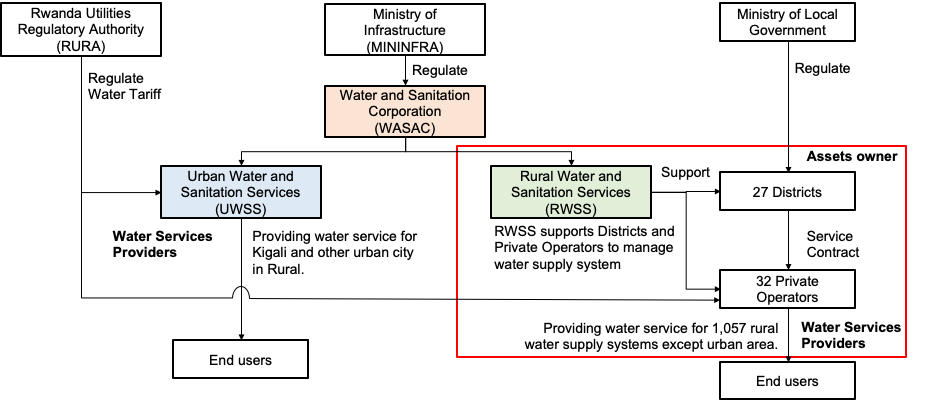 Rwanda Utilities
Regulatory Authority
(RURA)
Ministry of
Infrastructure
(MININFRA)
Ministry of Local
Government
Regulate
Water Tariff
Regulate
Regulate
Water and Sanitation
Corporation
(WASAC)
Assets owner
Urban Water and
Sanitation Services
(UWSS)
Rural Water and
Sanitation Services
(RWSS)
Support
27 Districts
Water Services
Providers
Providing water service for
Kigali and other urban city
in Rural.
RWSS supports Districts and
Private Operators to manage
water supply system
Service
Contract
32 Private
Operators
Providing water service for 1,057 rural
water supply systems except urban area.
Water Services
Providers
End users
End users